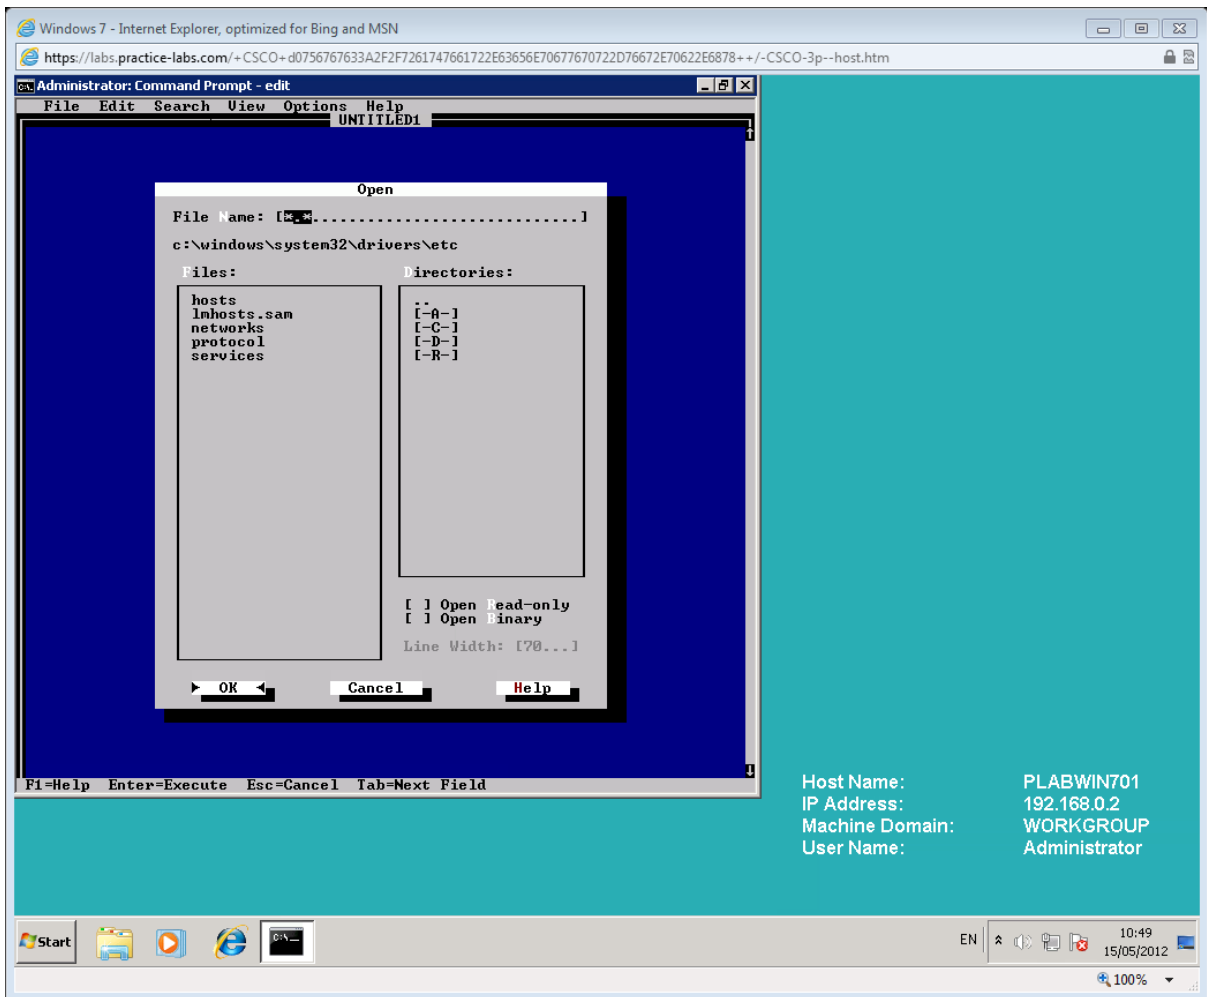 Windows 7 - Internet Explorer, optimized for Bing and MSN
https://labs.practice-labs.com/+CSCO+d0756767633A2F2F7261747661722E63656E70677670722D76672E70622E6878++/-CSCO-3p--host.htm
Administrator: Command Prompt - edit
File Edit Search View Options Help
UNTITLED1
Open
File Name: [*.*.............................]
c:\windows\system32\drivers\etc
Files: Directories:
hosts ..
lmhosts.sam [-A-]
networks [-C-]
protocol [-D-]
services [-R-]
[ ] Open Read-only
[ ] Open Binary
Line Width: [70...]
OK Cancel Help
F1=Help Enter=Execute Esc=Cancel Tab=Next Field
Host Name: PLABWIN701
IP Address: 192.168.0.2
Machine Domain: WORKGROUP
User Name: Administrator
Start C:\_ EN 10:49
15/05/2012
100%